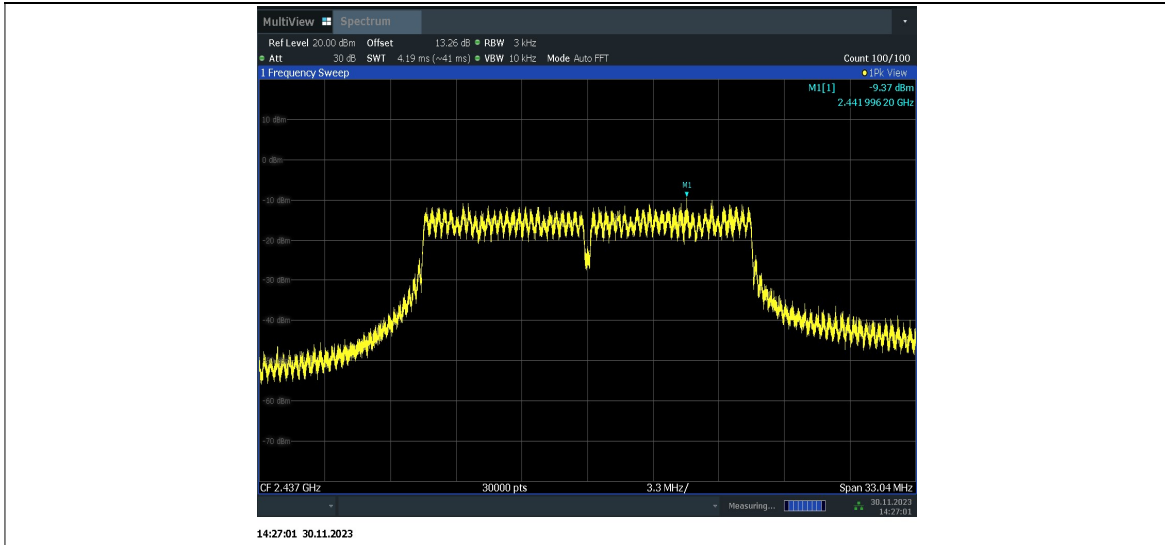 MultiView Spectrum
Ref Level 20.00 dBm Offset 13.26 dB RBW 3 kHz
Att 30 dB SWT 4.19 ms (~41 ms) VBW 10 kHz Mode Auto FFT Count 100/100
1 Frequency Sweep 1Pk View
M1[1] -9.37 dBm
2.441 996 20 GHz
10 dBm
0 dBm
M1
-10 dBm
-20 dBm
-30 dBm
-40 dBm
-60 dBm
-70 dBm
CF 2.437 GHz 30000 pts 3.3 MHz/ Span 33.04 MHz
Measuring... 30.11.2023
14:27:01
14:27:01 30.11.2023